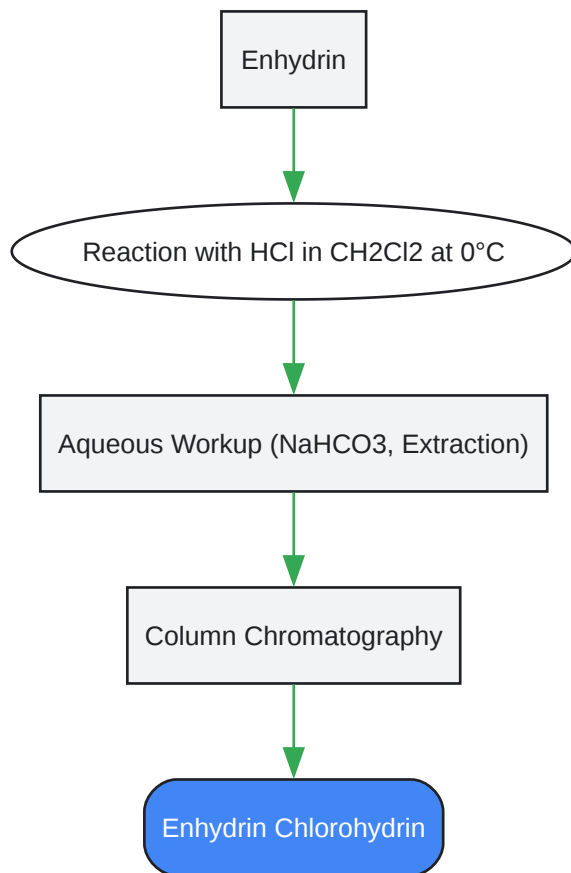 Enhydrin
Reaction with HCl in CH2Cl2 at 0°C
Aqueous Workup (NaHCO3, Extraction)
Column Chromatography
Enhydrin Chlorohydrin